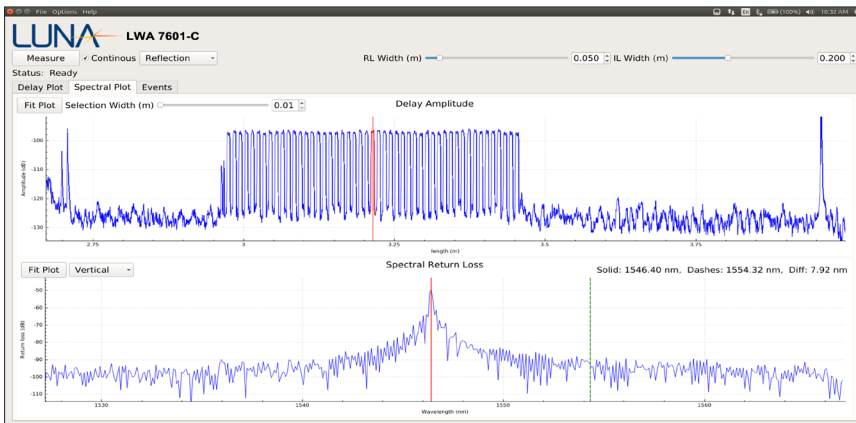 File Options Help
En (100%) 10:32 AM
LUNA LWA 7601-C
Measure ✓ Continous Reflection RL Width (m) 0.050 IL Width (m) 0.200
Status: Ready
Delay Plot Spectral Plot Events
Fit Plot Selection Width (m) 0.01 Delay Amplitude
Amplitude (dB)
-100
-110
-120
-130
2.75 3 3.25 3.5 3.75
length (m)
Fit Plot Vertical Spectral Return Loss Solid: 1546.40 nm, Dashes: 1554.32 nm, Diff: 7.92 nm
Return loss (dB)
-50
-60
-70
-80
-90
-100
-110
1530 1540 1550 1560
Wavelength (nm)